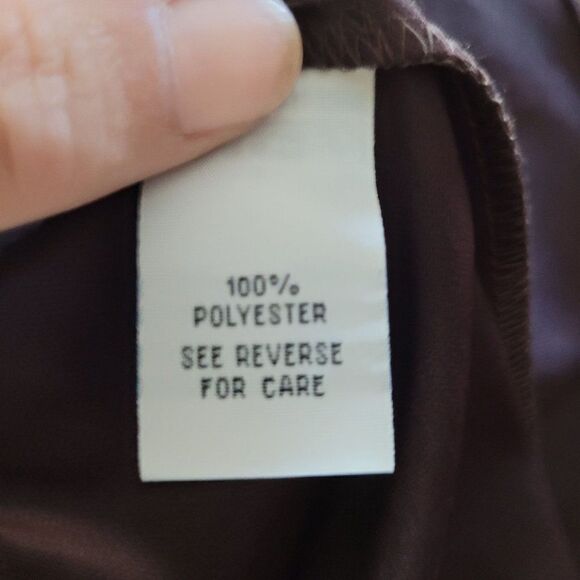 100%
POLYESTER
SEE REVERSE
FOR CARE